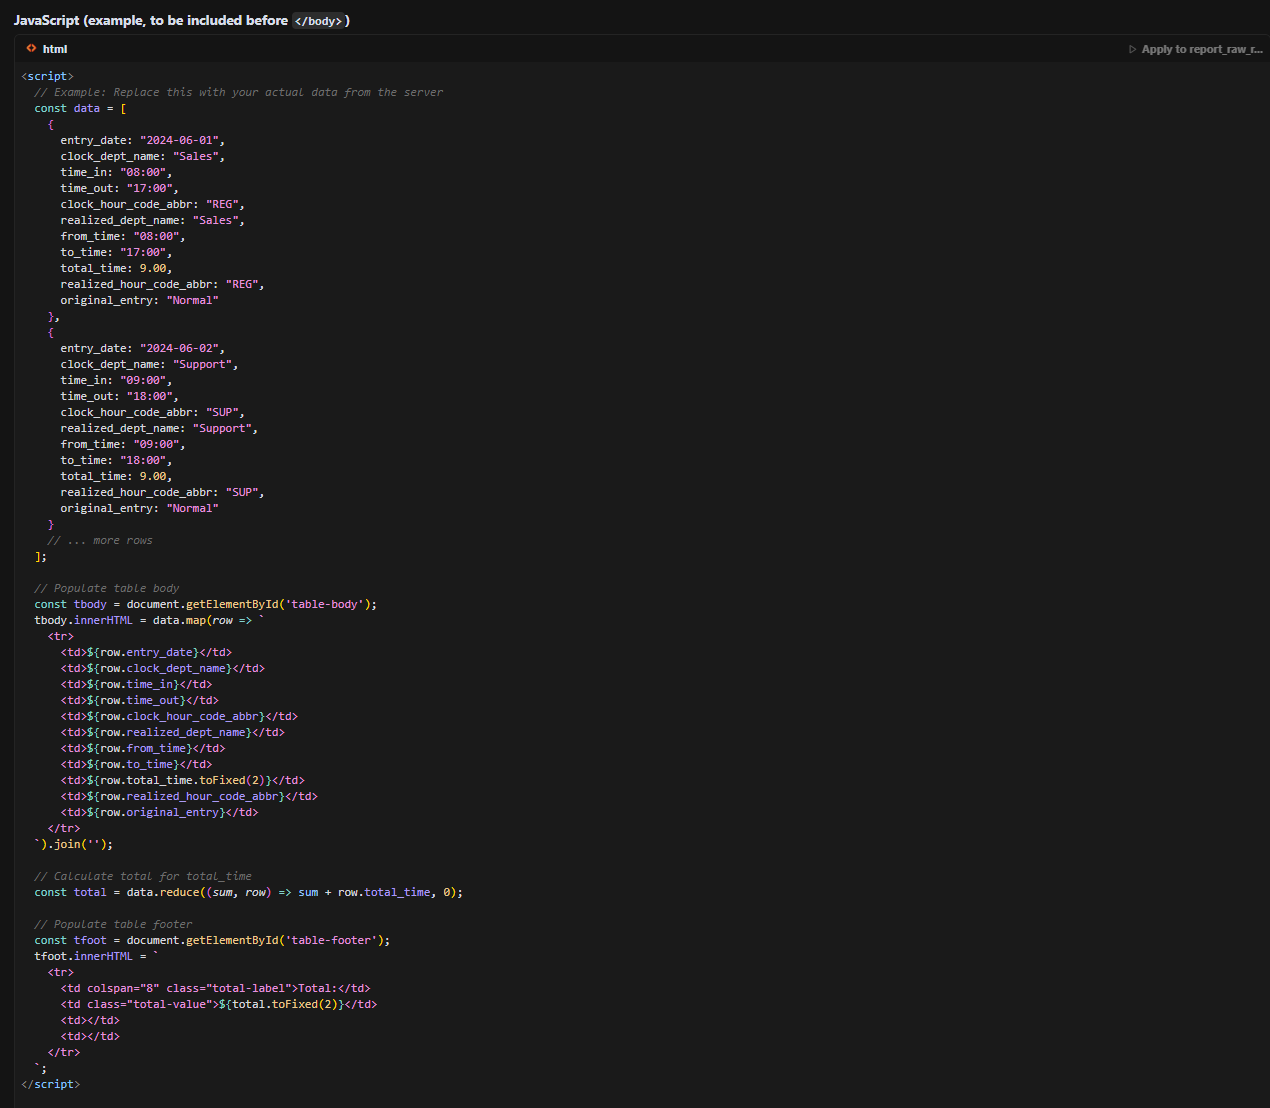 JavaScript (example, to be included before </body>)
html
Apply to report_raw_r...
<script>
  // Example: Replace this with your actual data from the server
  const data = [
    {
      entry_date: "2024-06-01",
      clock_dept_name: "Sales",
      time_in: "08:00",
      time_out: "17:00",
      clock_hour_code_abbr: "REG",
      realized_dept_name: "Sales",
      from_time: "08:00",
      to_time: "17:00",
      total_time: 9.00,
      realized_hour_code_abbr: "REG",
      original_entry: "Normal"
    },
    {
      entry_date: "2024-06-02",
      clock_dept_name: "Support",
      time_in: "09:00",
      time_out: "18:00",
      clock_hour_code_abbr: "SUP",
      realized_dept_name: "Support",
      from_time: "09:00",
      to_time: "18:00",
      total_time: 9.00,
      realized_hour_code_abbr: "SUP",
      original_entry: "Normal"
    }
    // ... more rows
  ];

  // Populate table body
  const tbody = document.getElementById('table-body');
  tbody.innerHTML = data.map(row => `
    <tr>
      <td>${row.entry_date}</td>
      <td>${row.clock_dept_name}</td>
      <td>${row.time_in}</td>
      <td>${row.time_out}</td>
      <td>${row.clock_hour_code_abbr}</td>
      <td>${row.realized_dept_name}</td>
      <td>${row.from_time}</td>
      <td>${row.to_time}</td>
      <td>${row.total_time.toFixed(2)}</td>
      <td>${row.realized_hour_code_abbr}</td>
      <td>${row.original_entry}</td>
    </tr>
  `).join('');

  // Calculate total for total_time
  const total = data.reduce((sum, row) => sum + row.total_time, 0);

  // Populate table footer
  const tfoot = document.getElementById('table-footer');
  tfoot.innerHTML = `
    <tr>
      <td colspan="8" class="total-label">Total:</td>
      <td class="total-value">${total.toFixed(2)}</td>
      <td></td>
      <td></td>
    </tr>
  `;
</script>